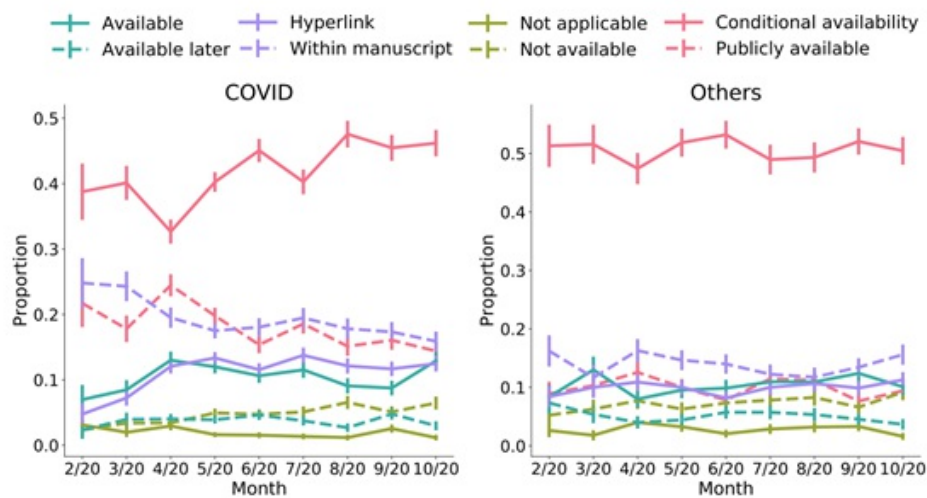 Available Hyperlink Not applicable Conditional availability
Available later Within manuscript Not available Publicly available
COVID Others
0.5
0.4
0.3
0.2
0.1
0.0
Proportion
2/20 3/20 4/20 5/20 6/20 7/20 8/20 9/20 10/20
Month
0.5
0.4
0.3
0.2
0.1
0.0
Proportion
2/20 3/20 4/20 5/20 6/20 7/20 8/20 9/20 10/20
Month